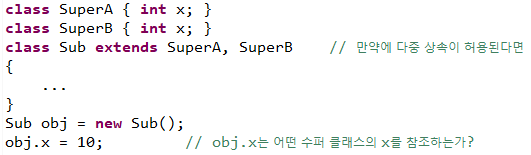 class SuperA { int x; }
class SuperB { int x; }
class Sub extends SuperA, SuperB    // 만약에 다중 상속이 허용된다면
{
    ...
}
Sub obj = new Sub();
obj.x = 10;         // obj.x는 어떤 수퍼 클래스의 x를 참조하는가?